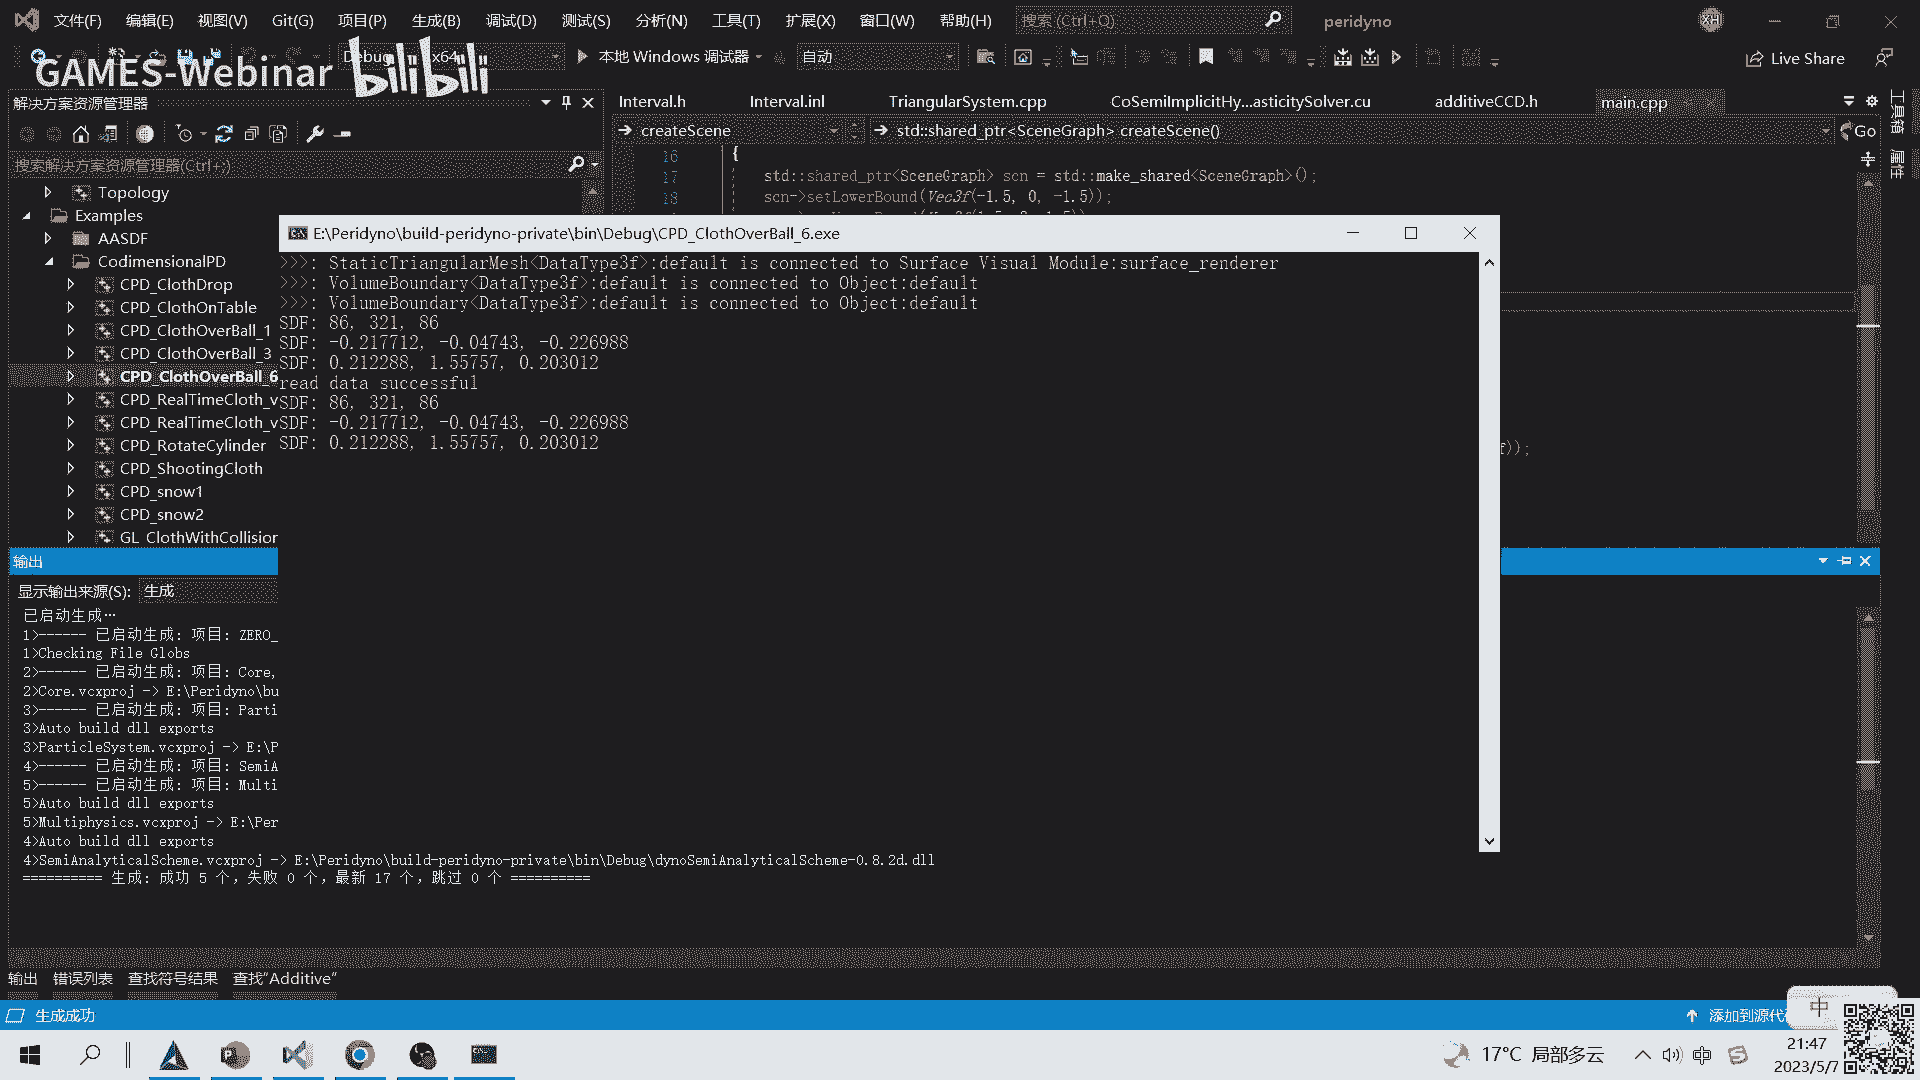 文件(F) 编辑(E) 视图(V) Git(G) 项目(P) 生成(B) 调试(D) 测试(S) 分析(N) 工具(T) 扩展(X) 窗口(W) 帮助(H) 搜索 (Ctrl+Q) peridyno XH
Debug x64 本地 Windows 调试器 自动 Live Share
GAMES-Webinar bilibili
解决方案资源管理器
Interval.h Interval.inl TriangularSystem.cpp CoSemiImplicitHy...asticitySolver.cu additiveCCD.h main.cpp
工具箱
属性
createScene std::shared_ptr<SceneGraph> createScene() Go
搜索解决方案资源管理器(Ctrl+;)
16 {
17 std::shared_ptr<SceneGraph> scn = std::make_shared<SceneGraph>();
18 scn->setLowerBound(Vec3f(-1.5, 0, -1.5));
Topology
Examples
AASDF
CodimensionalPD
CPD_ClothDrop
CPD_ClothOnTable
CPD_ClothOverBall_1
CPD_ClothOverBall_3
CPD_ClothOverBall_6
CPD_RealTimeCloth_v
CPD_RealTimeCloth_v
CPD_RotateCylinder
CPD_ShootingCloth
CPD_snow1
CPD_snow2
GL_ClothWithCollision
E:\Peridyno\build-peridyno-private\bin\Debug\CPD_ClothOverBall_6.exe
>>>: StaticTriangularMesh<DataType3f>:default is connected to Surface Visual Module:surface_renderer
>>>: VolumeBoundary<DataType3f>:default is connected to Object:default
>>>: VolumeBoundary<DataType3f>:default is connected to Object:default
SDF: 86, 321, 86
SDF: -0.217712, -0.04743, -0.226988
SDF: 0.212288, 1.55757, 0.203012
read data successful
SDF: 86, 321, 86
SDF: -0.217712, -0.04743, -0.226988
SDF: 0.212288, 1.55757, 0.203012
f));
输出
显示输出来源(S): 生成
已启动生成…
1>------ 已启动生成: 项目: ZERO_
1>Checking File Globs
2>------ 已启动生成: 项目: Core,
2>Core.vcxproj -> E:\Peridyno\bu
3>------ 已启动生成: 项目: Parti
3>Auto build dll exports
3>ParticleSystem.vcxproj -> E:\P
4>------ 已启动生成: 项目: SemiA
5>------ 已启动生成: 项目: Multi
5>Auto build dll exports
5>Multiphysics.vcxproj -> E:\Per
4>Auto build dll exports
4>SemiAnalyticalScheme.vcxproj -> E:\Peridyno\build-peridyno-private\bin\Debug\dynoSemiAnalyticalScheme-0.8.2d.dll
========== 生成: 成功 5 个，失败 0 个，最新 17 个，跳过 0 个 ==========
输出 错误列表 查找符号结果 查找"Additive"
生成成功 添加到源代 中
17°C 局部多云 中 21:47
2023/5/7